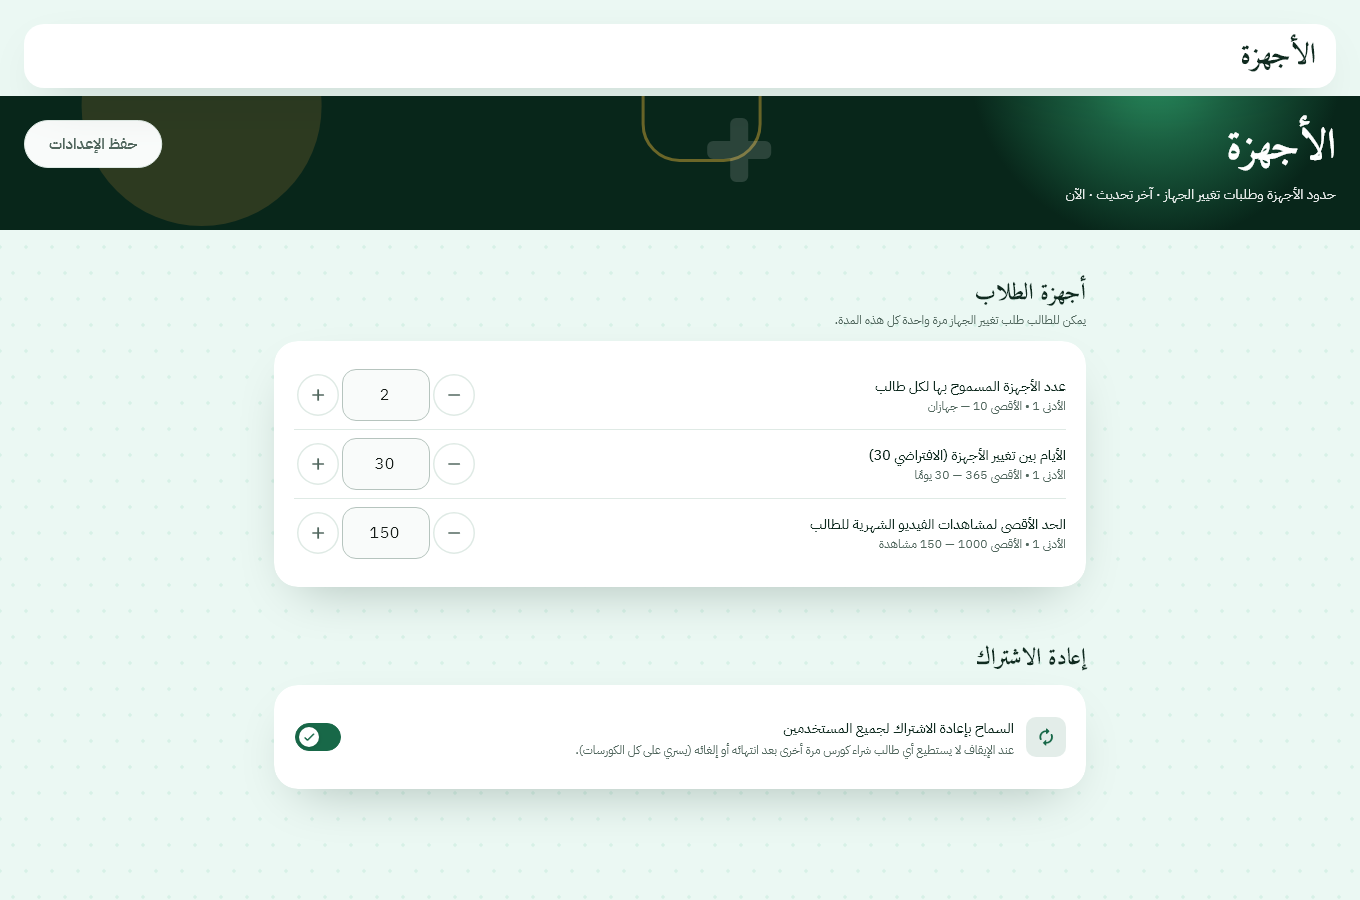 الأجهزة
الأجهزة
حفظ الإعدادات
حدود الأجهزة وطلبات تغيير الجهاز · آخر تحديث · الآن
أجهزة الطلاب
يمكن للطالب طلب تغيير الجهاز مرة واحدة كل هذه المدة.
عدد الأجهزة المسموح بها لكل طالب
الأدنى 1 • الأقصى 10 — جهازان
− 2 +
الأيام بين تغيير الأجهزة (الافتراضي 30)
الأدنى 1 • الأقصى 365 — 30 يومًا
− 30 +
الحد الأقصى لمشاهدات الفيديو الشهرية للطالب
الأدنى 1 • الأقصى 1000 — 150 مشاهدة
− 150 +
إعادة الاشتراك
السماح بإعادة الاشتراك لجميع المستخدمين
عند الإيقاف لا يستطيع أي طالب شراء كورس مرة أخرى بعد انتهائه أو إلغائه (يسري على كل الكورسات).